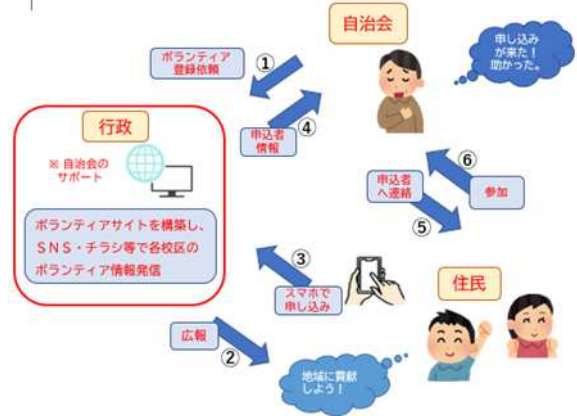 自治会
申し込み
が来た！
助かった。
ボランティア
登録依頼
①
行政
④
申込者
情報
※ 自治会の
サポート
⑥
申込者
へ連絡
参加
⑤
ボランティアサイトを構築し、
ＳＮＳ・チラシ等で各校区の
ボランティア情報発信
③
スマホで
申し込み
住民
広報
②
地域に貢献
しよう！